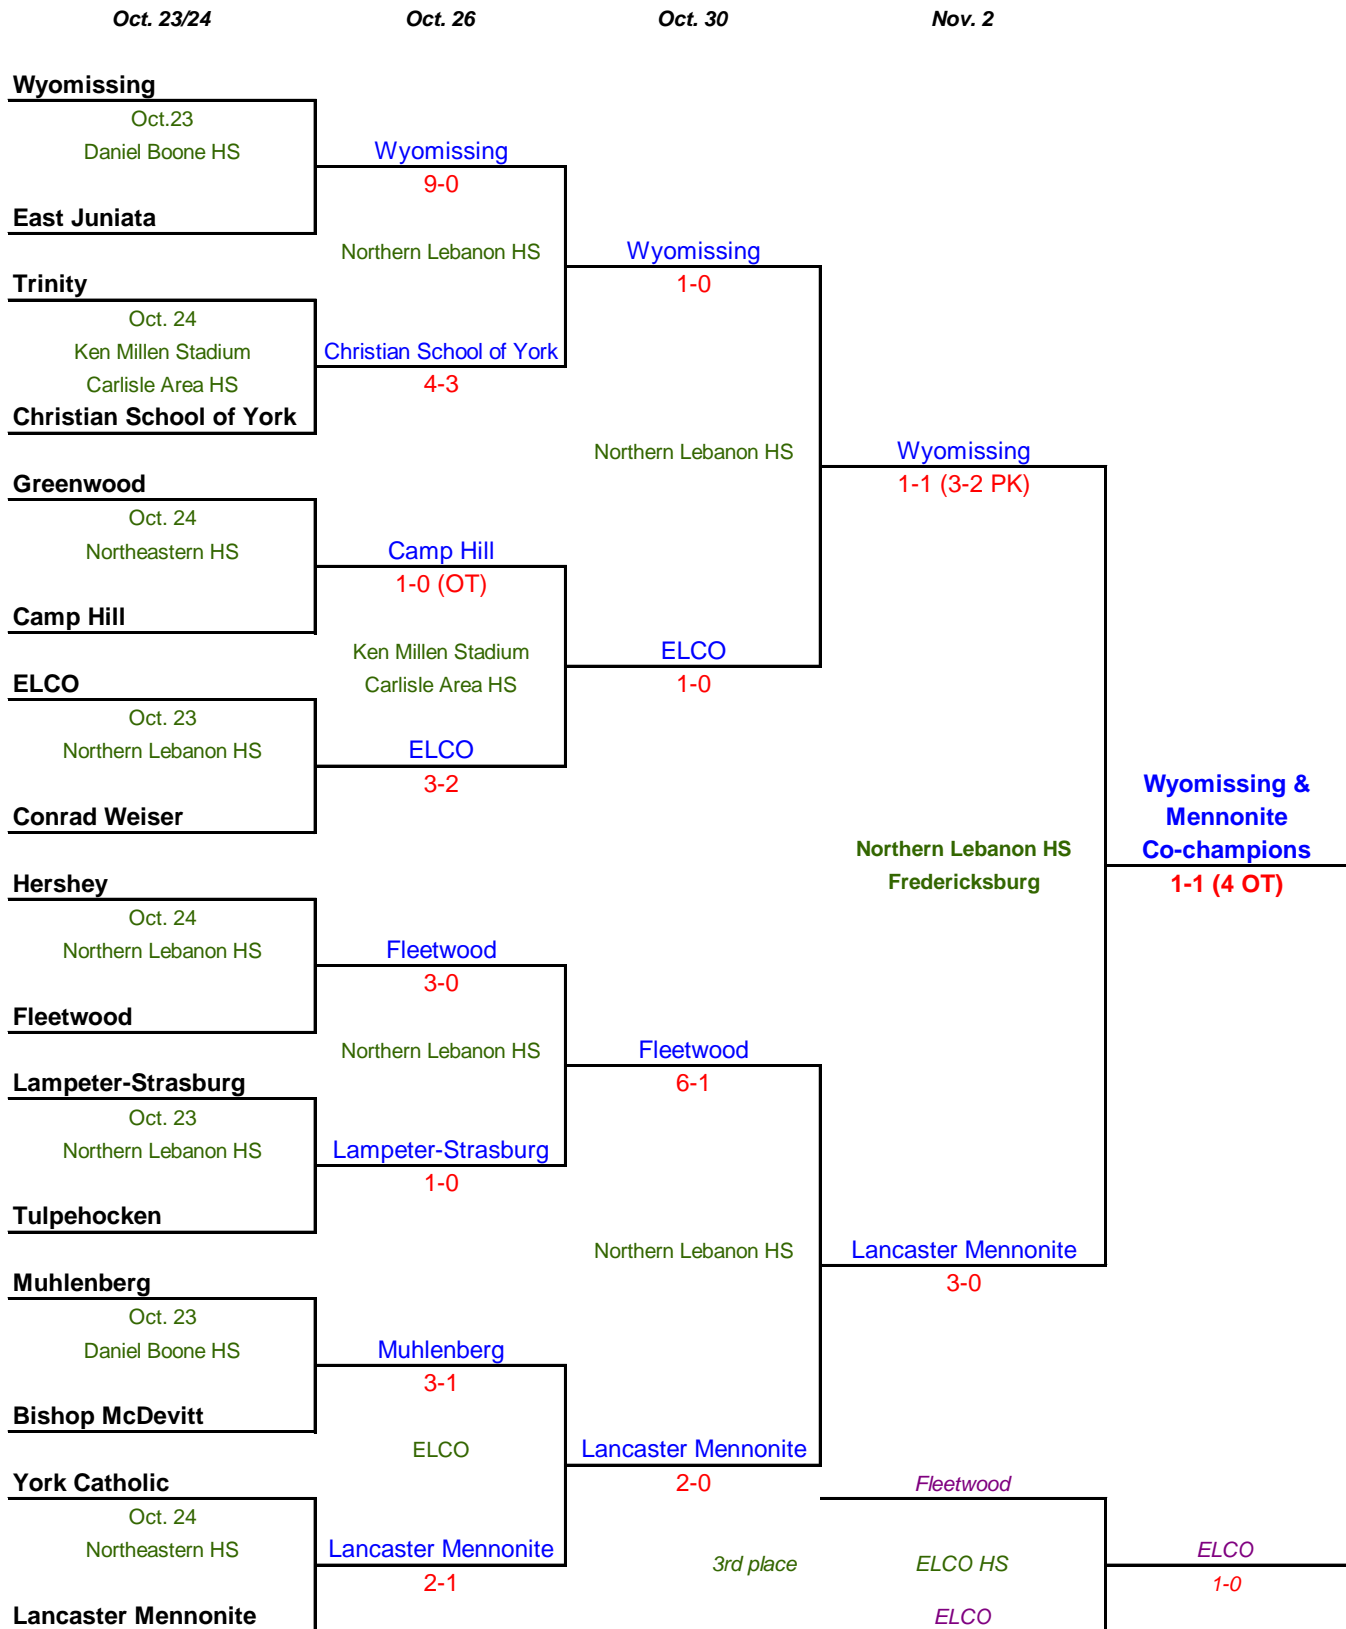 Oct. 23/24 Oct. 26 Oct. 30 Nov. 2
Wyomissing
Oct.23
Daniel Boone HS
Wyomissing
9-0
East Juniata
Northern Lebanon HS
Wyomissing
1-0
Trinity
Oct. 24
Ken Millen Stadium
Carlisle Area HS
Christian School of York
4-3
Christian School of York
Northern Lebanon HS
Wyomissing
1-1 (3-2 PK)
Greenwood
Oct. 24
Northeastern HS
Camp Hill
1-0 (OT)
Camp Hill
Ken Millen Stadium
Carlisle Area HS
ELCO
1-0
ELCO
Oct. 23
Northern Lebanon HS
ELCO
3-2
Conrad Weiser
Wyomissing &
Mennonite
Co-champions
1-1 (4 OT)
Northern Lebanon HS
Fredericksburg
Hershey
Oct. 24
Northern Lebanon HS
Fleetwood
3-0
Fleetwood
Northern Lebanon HS
Fleetwood
6-1
Lampeter-Strasburg
Oct. 23
Northern Lebanon HS
Lampeter-Strasburg
1-0
Tulpehocken
Northern Lebanon HS
Lancaster Mennonite
3-0
Muhlenberg
Oct. 23
Daniel Boone HS
Muhlenberg
3-1
Bishop McDevitt
ELCO
Lancaster Mennonite
2-0
York Catholic
Oct. 24
Northeastern HS
Lancaster Mennonite
2-1
Lancaster Mennonite
Fleetwood
3rd place
ELCO HS
ELCO
1-0
ELCO